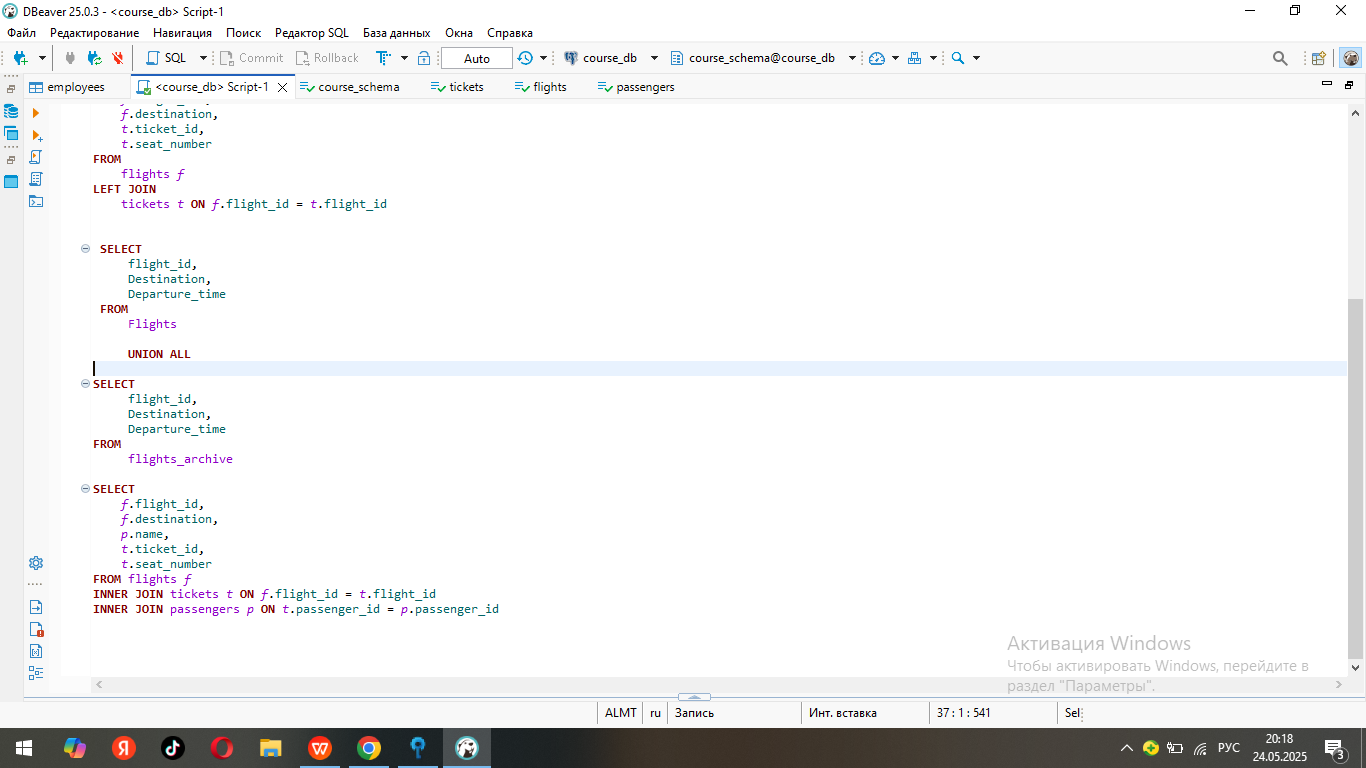 DBeaver 25.0.3 - <course_db> Script-1
Файл Редактирование Навигация Поиск Редактор SQL База данных Окна Справка
SQL Commit Rollback Auto course_db course_schema@course_db
employees <course_db> Script-1 course_schema tickets flights passengers
f.destination,
t.ticket_id,
t.seat_number
FROM
flights f
LEFT JOIN
tickets t ON f.flight_id = t.flight_id
SELECT
flight_id,
Destination,
Departure_time
FROM
Flights
UNION ALL
SELECT
flight_id,
Destination,
Departure_time
FROM
flights_archive
SELECT
f.flight_id,
f.destination,
p.name,
t.ticket_id,
t.seat_number
FROM flights f
INNER JOIN tickets t ON f.flight_id = t.flight_id
INNER JOIN passengers p ON t.passenger_id = p.passenger_id
Активация Windows
Чтобы активировать Windows, перейдите в
раздел "Параметры".
ALMT ru Запись Инт. вставка 37 : 1 : 541 Sel
РУС 20:18
24.05.2025 3